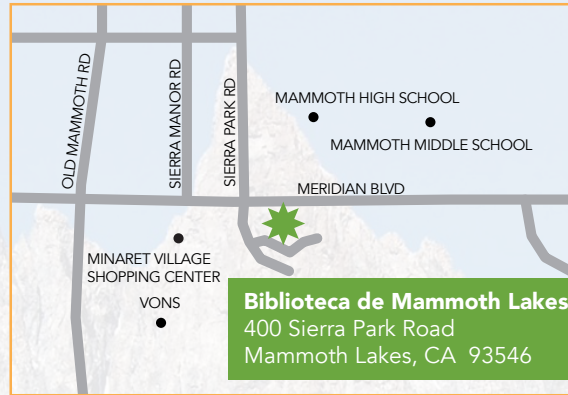 OLD MAMMOTH RD
SIERRA MANOR RD
SIERRA PARK RD
MAMMOTH HIGH SCHOOL
MAMMOTH MIDDLE SCHOOL
MERIDIAN BLVD
MINARET VILLAGE
SHOPPING CENTER
VONS
Biblioteca de Mammoth Lakes
400 Sierra Park Road
Mammoth Lakes, CA 93546